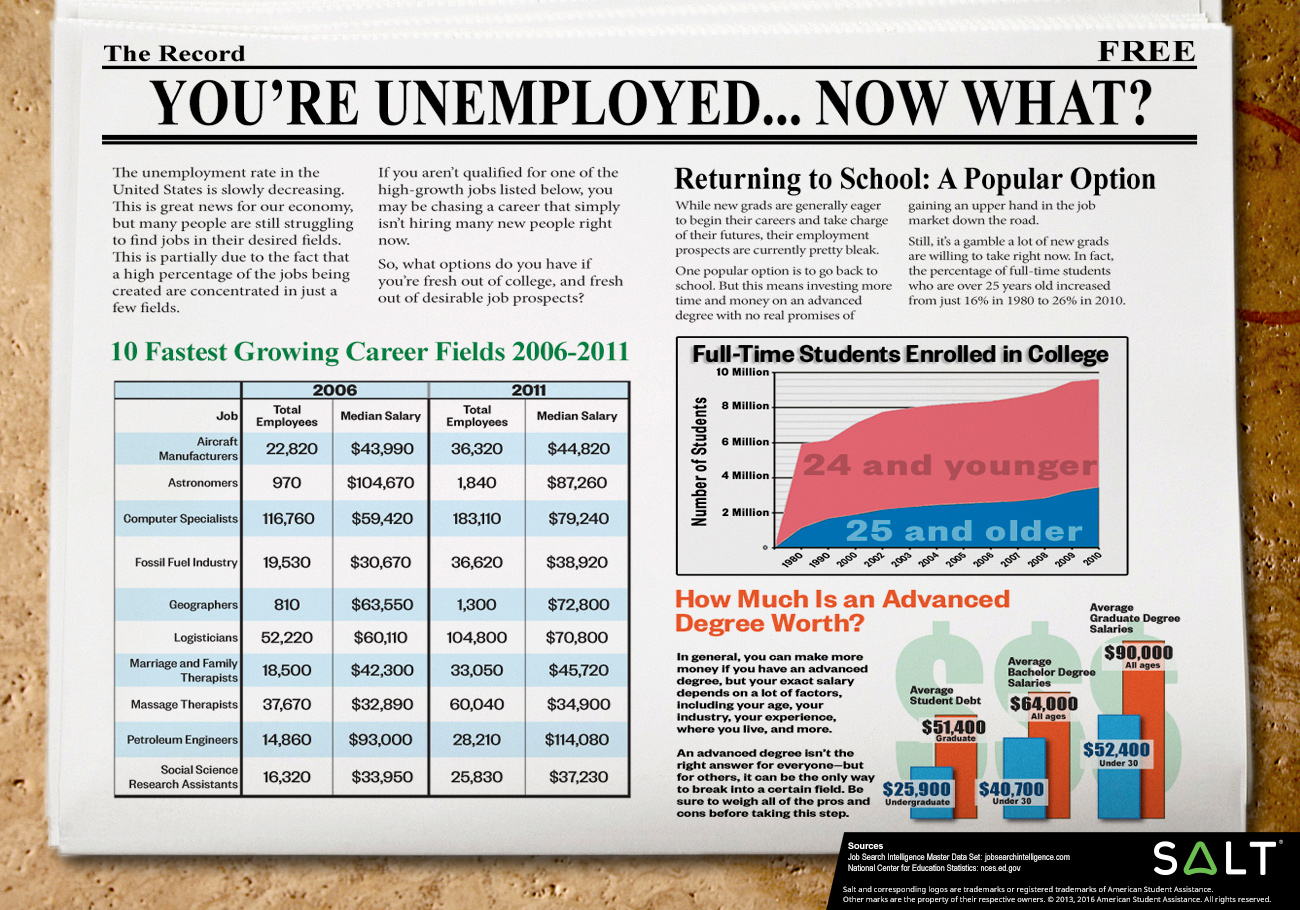 The Record
FREE
YOU’RE UNEMPLOYED... NOW WHAT?
The unemployment rate in the
United States is slowly decreasing.
This is great news for our economy,
but many people are still struggling
to find jobs in their desired fields.
This is partially due to the fact that
a high percentage of the jobs being
created are concentrated in just a
few fields.
If you aren’t qualified for one of the
high-growth jobs listed below, you
may be chasing a career that simply
isn’t hiring many new people right
now.
So, what options do you have if
you’re fresh out of college, and fresh
out of desirable job prospects?
10 Fastest Growing Career Fields 2006-2011
2006 2011
Job Total Employees Median Salary Total Employees Median Salary
Aircraft Manufacturers 22,820 $43,990 36,320 $44,820
Astronomers 970 $104,670 1,840 $87,260
Computer Specialists 116,760 $59,420 183,110 $79,240
Fossil Fuel Industry 19,530 $30,670 36,620 $38,920
Geographers 810 $63,550 1,300 $72,800
Logisticians 52,220 $60,110 104,800 $70,800
Marriage and Family Therapists 18,500 $42,300 33,050 $45,720
Massage Therapists 37,670 $32,890 60,040 $34,900
Petroleum Engineers 14,860 $93,000 28,210 $114,080
Social Science Research Assistants 16,320 $33,950 25,830 $37,230
Returning to School: A Popular Option
While new grads are generally eager
to begin their careers and take charge
of their futures, their employment
prospects are currently pretty bleak.
One popular option is to go back to
school. But this means investing more
time and money on an advanced
degree with no real promises of
gaining an upper hand in the job
market down the road.
Still, it’s a gamble a lot of new grads
are willing to take right now. In fact,
the percentage of full-time students
who are over 25 years old increased
from just 16% in 1980 to 26% in 2010.
Full-Time Students Enrolled in College
Number of Students
10 Million
8 Million
6 Million
4 Million
2 Million
0
24 and younger
25 and older
1980 1990 2000 2002 2003 2004 2005 2006 2007 2008 2009 2010
How Much Is an Advanced
Degree Worth?
In general, you can make more
money if you have an advanced
degree, but your exact salary
depends on a lot of factors,
including your age, your
industry, your experience,
where you live, and more.
An advanced degree isn’t the
right answer for everyone—but
for others, it can be the only way
to break into a certain field. Be
sure to weigh all of the pros and
cons before taking this step.
$$$
Average
Student Debt
$51,400
Graduate
$25,900
Undergraduate
Average
Bachelor Degree
Salaries
$64,000
All ages
$40,700
Under 30
Average
Graduate Degree
Salaries
$90,000
All ages
$52,400
Under 30
Sources
Job Search Intelligence Master Data Set: jobsearchintelligence.com
National Center for Education Statistics: nces.ed.gov
SALT®
Salt and corresponding logos are trademarks or registered trademarks of American Student Assistance.
Other marks are the property of their respective owners. © 2013, 2016 American Student Assistance. All rights reserved.